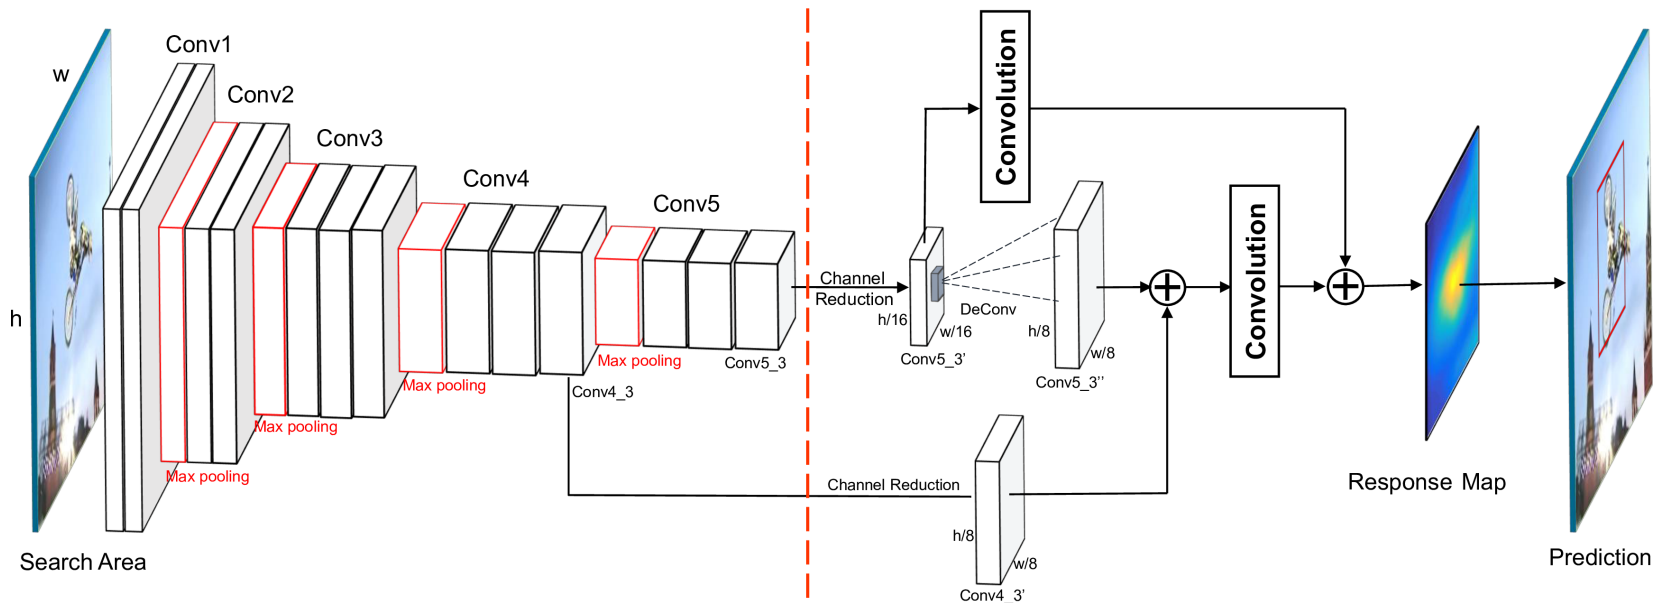 w
h
Search Area
Conv1
Conv2
Conv3
Conv4
Conv5
Max pooling
Max pooling
Max pooling
Max pooling
Conv4_3
Conv5_3
Channel
Reduction
Channel Reduction
h/16
w/16
Conv5_3'
DeConv
h/8
w/8
Conv5_3''
h/8
w/8
Conv4_3'
Convolution
Convolution
Response Map
Prediction